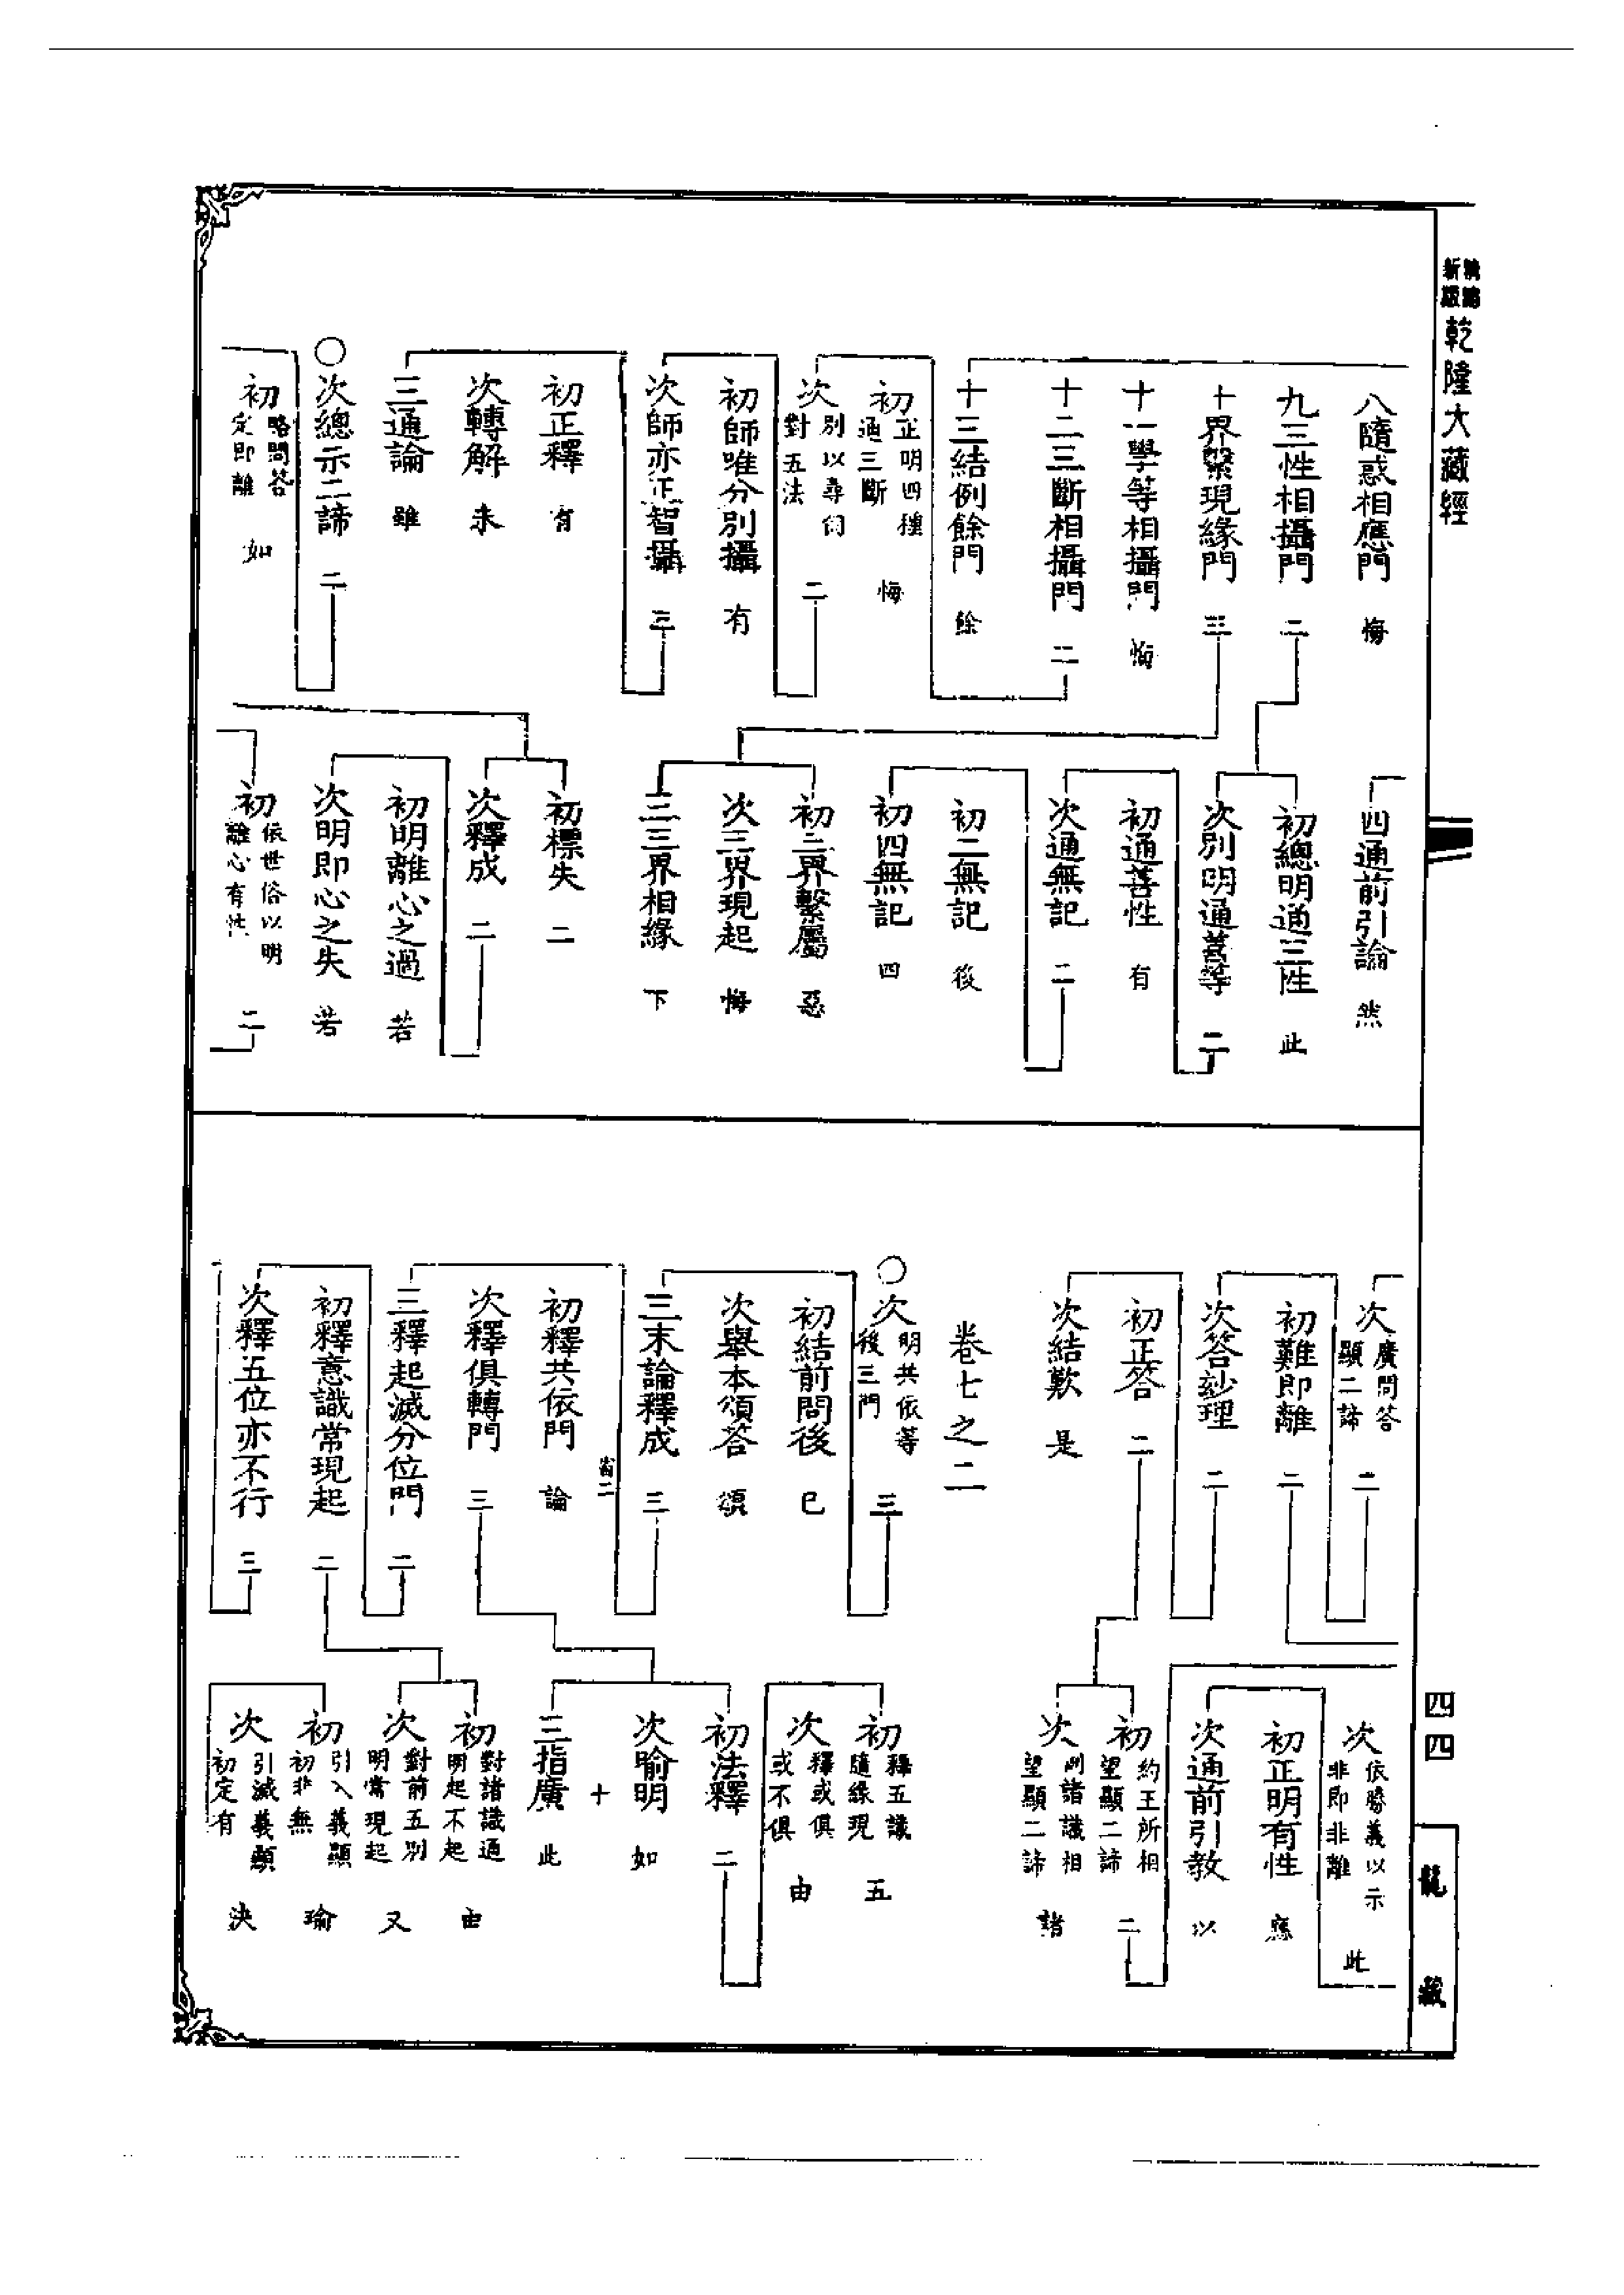 新版
乾隆大藏經
八隨惑相應門 悔
九三性相攝門 二
十界繫現緣門 三
十一學等相攝門 悔
十二三斷相攝門 二
十三結例餘門 餘
初 正明四種通三斷 悔
次 別以尋伺對五法 二
初師唯分別攝 有
次師亦正智攝 三
初正釋 有
次轉解 未
三通論 雖
○次總示二諦 二
初 略問答定即離 如
四通前引論 然
初總明通三性 此
次別明通善等 二
初通善性 有
次通無記 二
初二無記 後
初四無記 四
初三界繫屬 惡
次三界現起 悔
三三界相緣 下
初標失 二
次釋成 二
初明離心之過 若
次明即心之失 若
初 依世俗以明離心有性 二
次 廣問答顯二諦 二
初難即離 二
次答玅理 二
初正答 二
次結歎 是
卷七之二
○次 明共依等後三門 三
初結前問後 已
次舉本頌答 頌
三末論釋成 三
初釋共依門 論
次釋俱轉門 三
三釋起滅分位門 二
初釋意識常現起 二
次釋五位亦不行 三
次 依勝義以示非即非離 此
初正明有性 應
次通前引教 以
初 約王所相望顯二諦 二
次 例諸識相望顯二諦 諸
初 釋五識隨緣現 五
次 釋或俱或不俱 由
初法釋 二
次喻明 如
三指廣 此
十
初 對諸識通明起不起 由
次 對前五別明常現起 又
初 引入義顯初非無 瑜
次 引滅義顯初定有 決
四四
龍藏